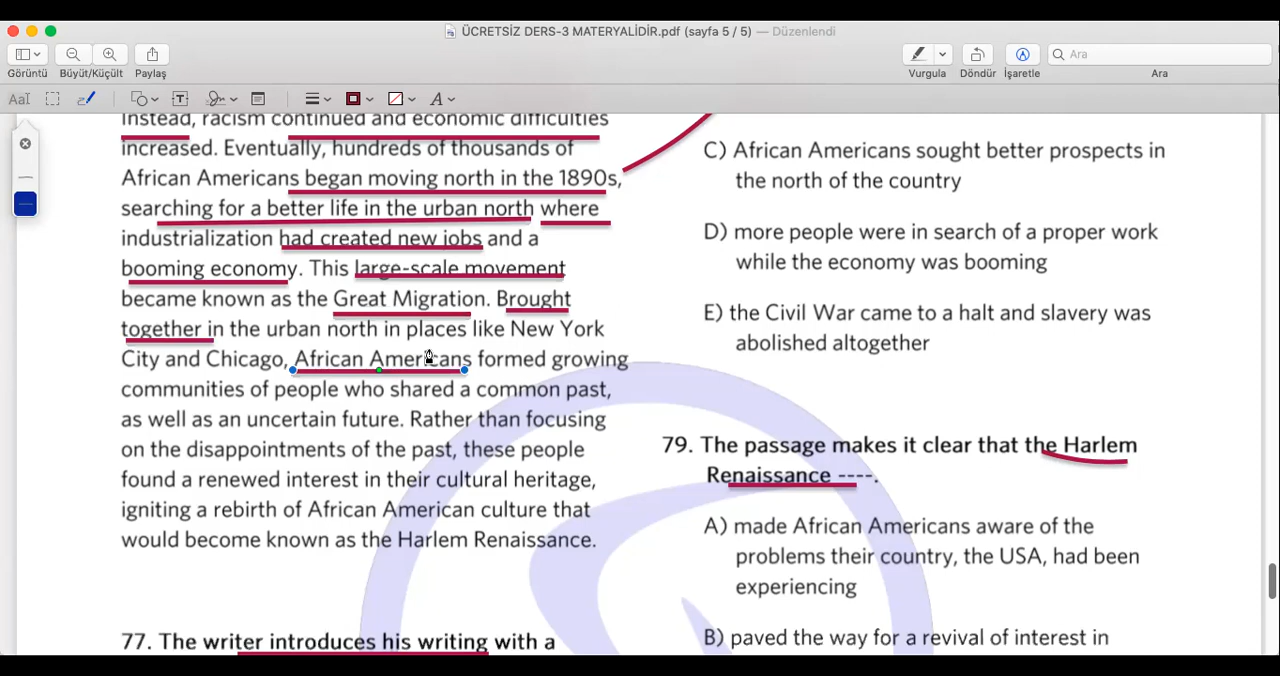 ÜCRETSİZ DERS-3 MATERYALİDİR.pdf (sayfa 5 / 5) — Düzenlendi
Görüntü
Büyüt/Küçült
Paylaş
Vurgula
Döndür
İşaretle
Ara
Ara
AaI
T
A
Instead, racism continued and economic difficulties
increased. Eventually, hundreds of thousands of
African Americans began moving north in the 1890s,
searching for a better life in the urban north where
industrialization had created new jobs and a
booming economy. This large-scale movement
became known as the Great Migration. Brought
together in the urban north in places like New York
City and Chicago, African Americans formed growing
communities of people who shared a common past,
as well as an uncertain future. Rather than focusing
on the disappointments of the past, these people
found a renewed interest in their cultural heritage,
igniting a rebirth of African American culture that
would become known as the Harlem Renaissance.
77. The writer introduces his writing with a
C) African Americans sought better prospects in
the north of the country
D) more people were in search of a proper work
while the economy was booming
E) the Civil War came to a halt and slavery was
abolished altogether
79. The passage makes it clear that the Harlem
Renaissance ----.
A) made African Americans aware of the
problems their country, the USA, had been
experiencing
B) paved the way for a revival of interest in